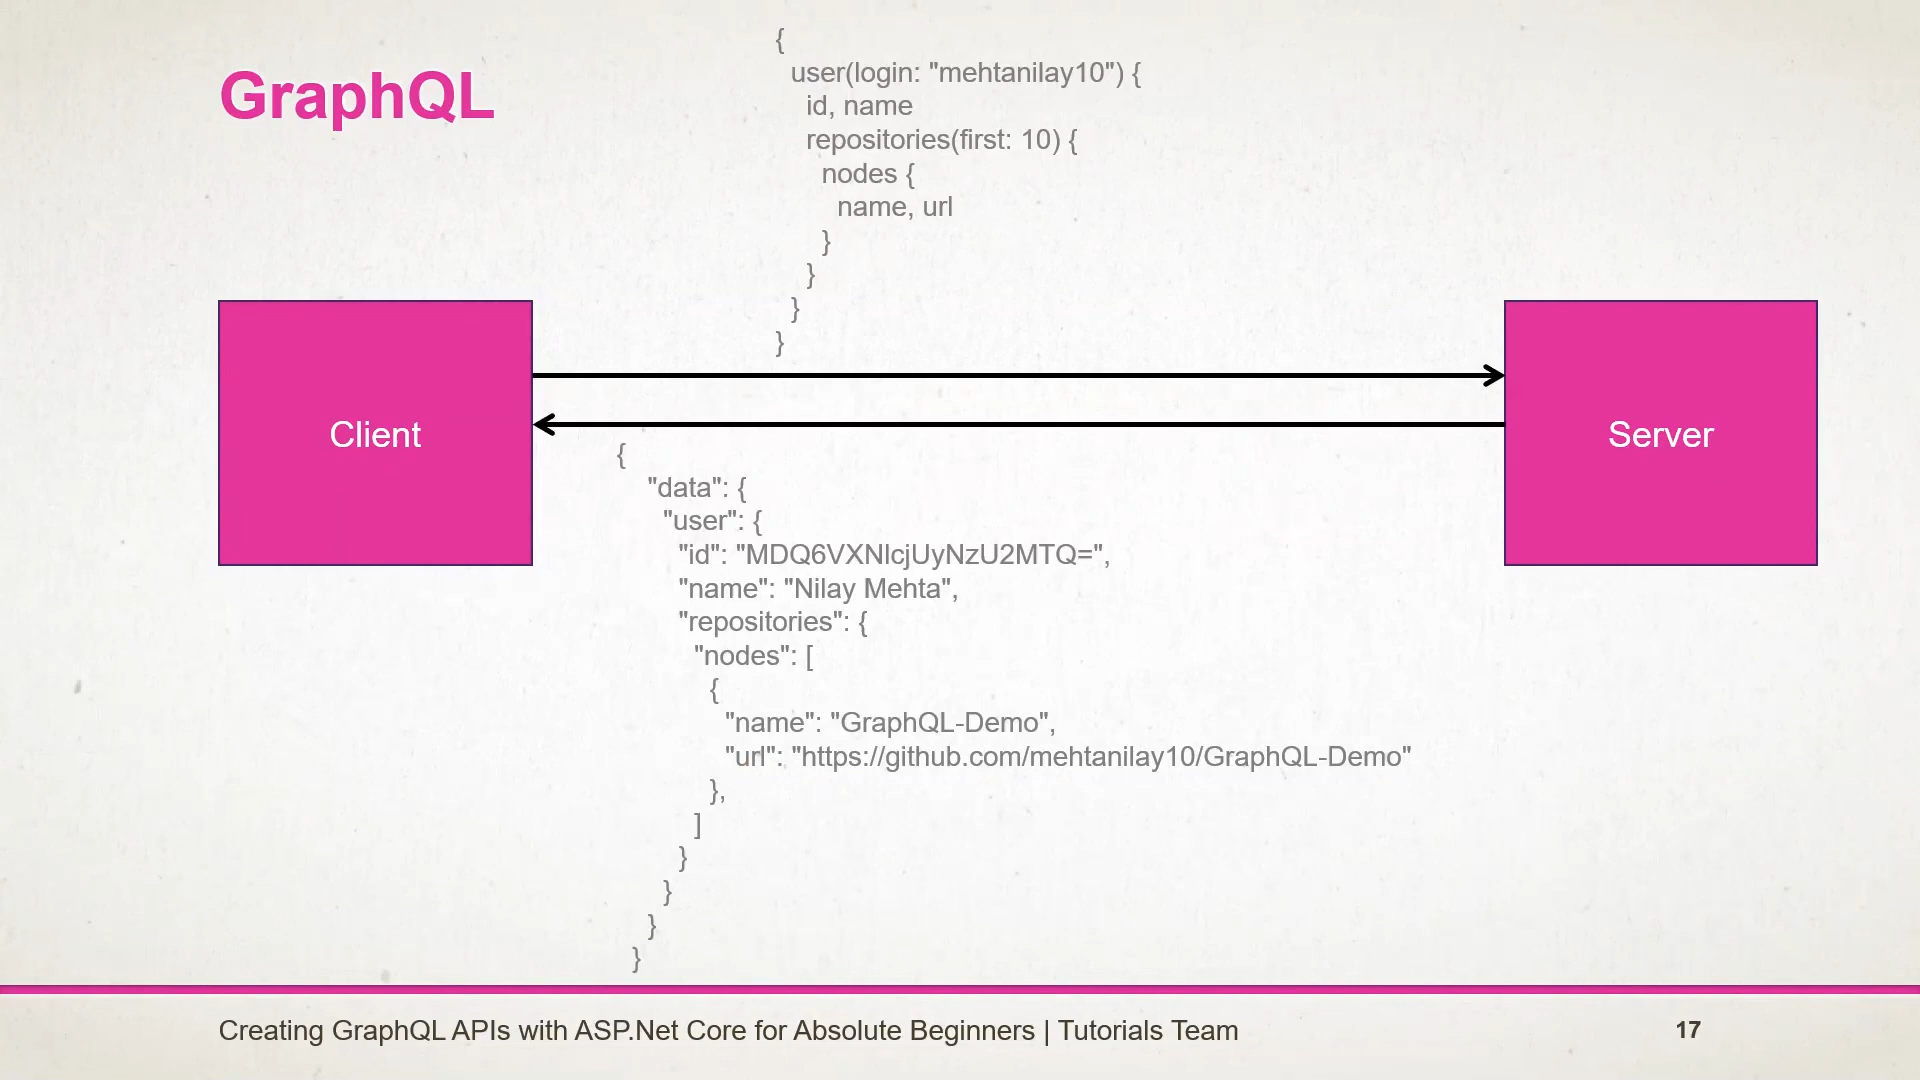 GraphQL
{
user(login: "mehtanilay10") {
id, name
repositories(first: 10) {
nodes {
name, url
}
}
}
}
Client
Server
{
"data": {
"user": {
"id": "MDQ6VXNlcjUyNzU2MTQ=",
"name": "Nilay Mehta",
"repositories": {
"nodes": [
{
"name": "GraphQL-Demo",
"url": "https://github.com/mehtanilay10/GraphQL-Demo"
},
]
}
}
}
}
Creating GraphQL APIs with ASP.Net Core for Absolute Beginners | Tutorials Team
17